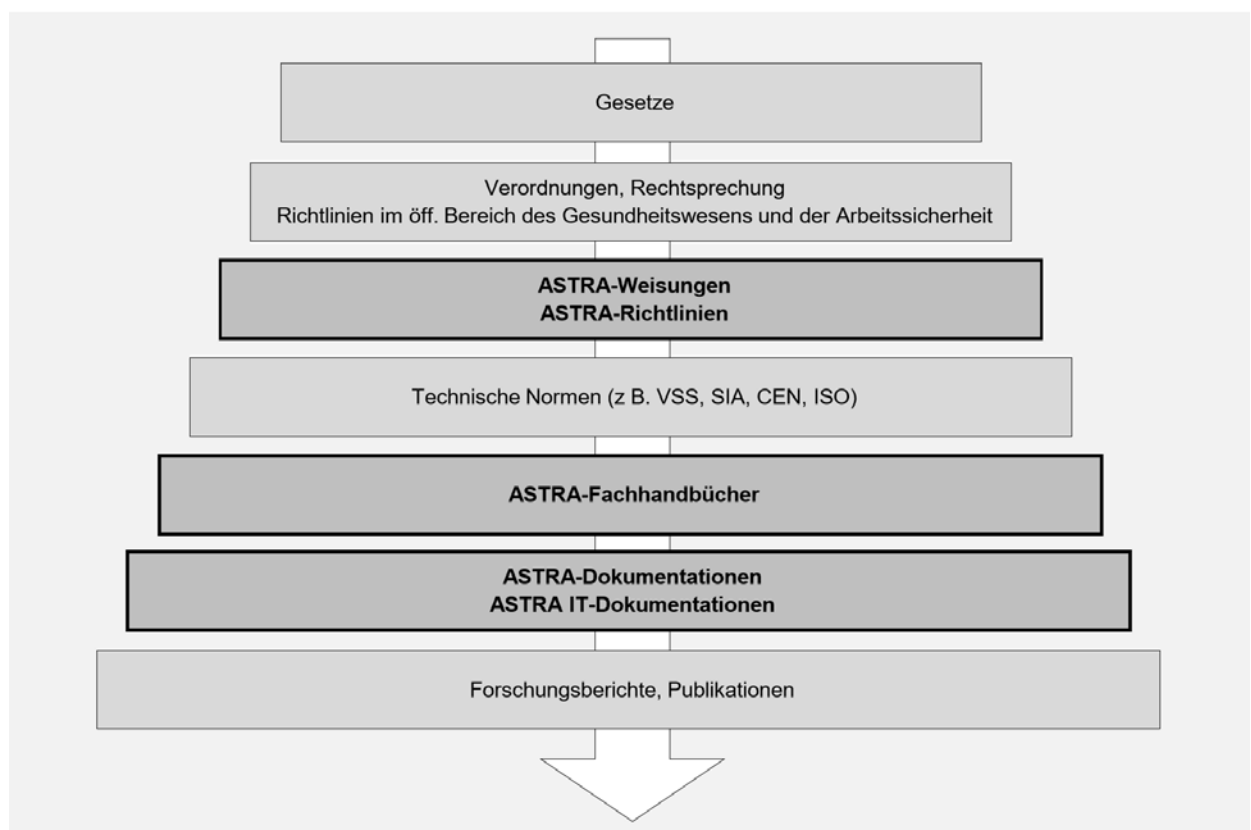 Gesetze
Verordnungen, Rechtsprechung
Richtlinien im öff. Bereich des Gesundheitswesens und der Arbeitssicherheit
ASTRA-Weisungen
ASTRA-Richtlinien
Technische Normen (z B. VSS, SIA, CEN, ISO)
ASTRA-Fachhandbücher
ASTRA-Dokumentationen
ASTRA IT-Dokumentationen
Forschungsberichte, Publikationen